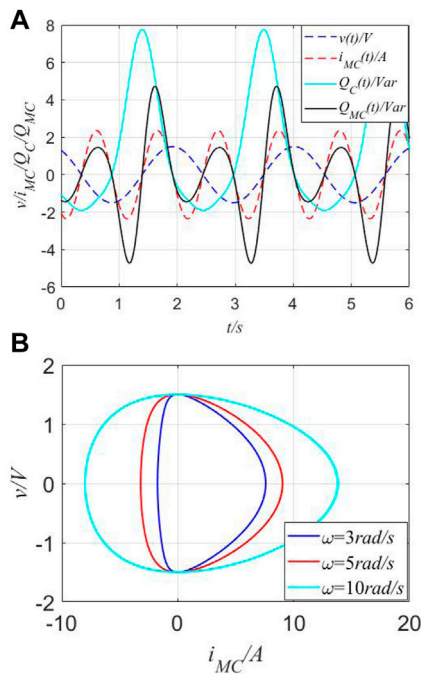 A
v/i_MC/Q_C/Q_MC
8
6
4
2
0
-2
-4
-6
v(t)/V
i_MC(t)/A
Q_C(t)/Var
Q_MC(t)/Var
0 1 2 3 4 5 6
t/s
B
v/V
2
1
0
-1
-2
ω=3rad/s
ω=5rad/s
ω=10rad/s
-10 0 10 20
i_MC/A